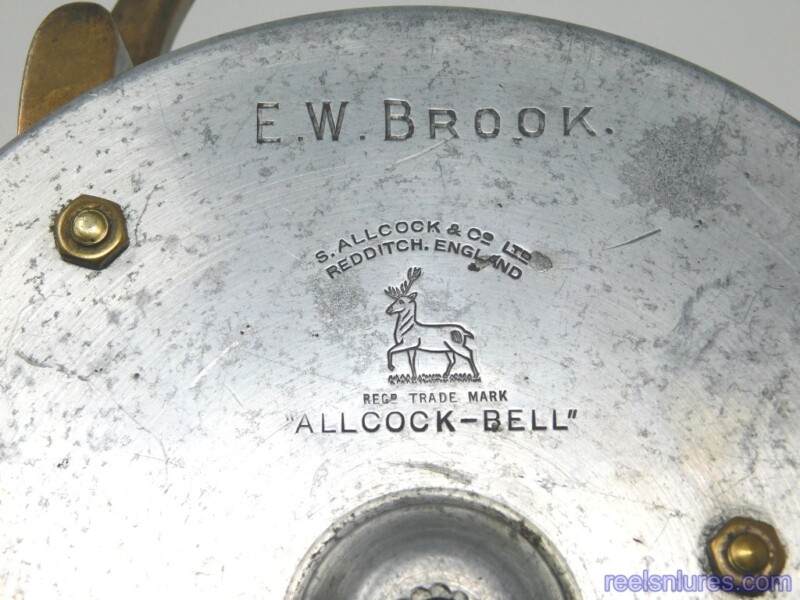 E.W. BROOK.
S. ALLCOCK & Co LTD
REDDITCH. ENGLAND
REGD TRADE MARK
"ALLCOCK-BELL"
reelsnlures.com